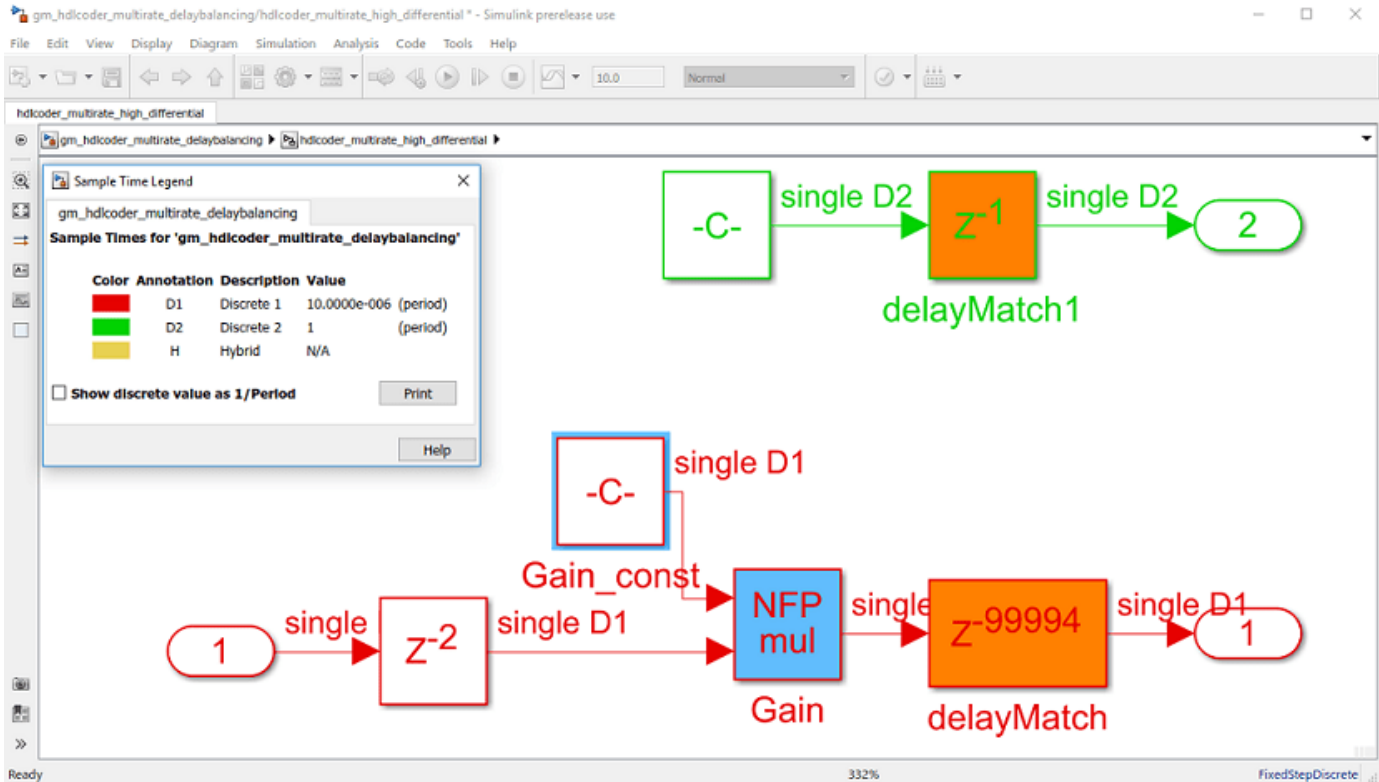 gm_hdlcoder_multirate_delaybalancing/hdlcoder_multirate_high_differential * - Simulink prerelease use
File Edit View Display Diagram Simulation Analysis Code Tools Help
10.0 Normal
hdlcoder_multirate_high_differential
gm_hdlcoder_multirate_delaybalancing hdlcoder_multirate_high_differential
Sample Time Legend
gm_hdlcoder_multirate_delaybalancing
Sample Times for 'gm_hdlcoder_multirate_delaybalancing'
Color Annotation Description Value
D1 Discrete 1 10.0000e-006 (period)
D2 Discrete 2 1 (period)
H Hybrid N/A
Show discrete value as 1/Period Print
Help
-C- single D2 Z-1 single D2 2
delayMatch1
-C- single D1
Gain_const
1 single Z-2 single D1 NFP mul single Z-99994 single D1 1
Gain delayMatch
Ready 332% FixedStepDiscrete